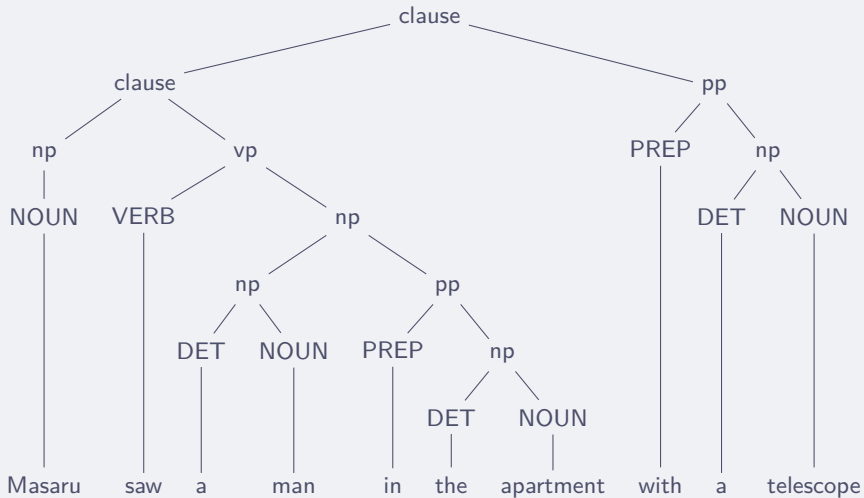 clause
clause pp
np vp PREP np
NOUN VERB np DET NOUN
np pp
DET NOUN PREP np
DET NOUN
Masaru saw a man in the apartment with a telescope